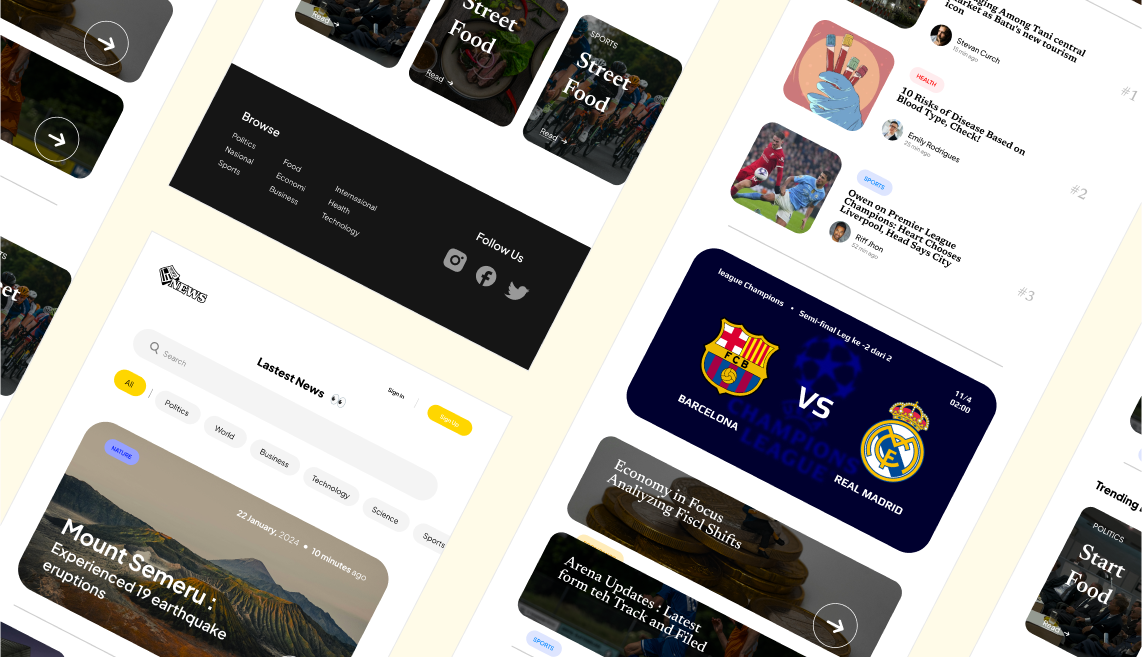 Read →
Street
Food
Read →
SPORTS
Street
Food
Read →
Browse
Politics
Nasional
Sports
Food
Economi
Business
Internasional
Health
Technology
Follow Us
NEWS
Search
Lastest News 👀
Sign In
Sign Up
All
Politics
World
Business
Technology
Science
Sports
NATURE
22 January, 2024 • 10 minutes ago
Mount Semeru :
Experienced 19 earthquake
eruptions
Among Tani central
market as Batu's new tourism
icon
Stevan Curch
15 min ago
#1
HEALTH
10 Risks of Disease Based on
Blood Type, Check!
Emily Rodrigues
25 min ago
#2
SPORTS
Owen on Premier League
Champions: Heart Chooses
Liverpool, Head Says City
Riff Jhon
52 min ago
#3
league Champions • Semi-final Leg ke -2 dari 2
11/4
02:00
FCB
VS
BARCELONA
REAL MADRID
CHAMPIONS
LEAGUE
Economy in Focus
Analiyzing Fiscl Shifts
Arena Updates : Latest
form teh Track and Filed
SPORTS
Trending
POLITICS
Start
Food
Read →